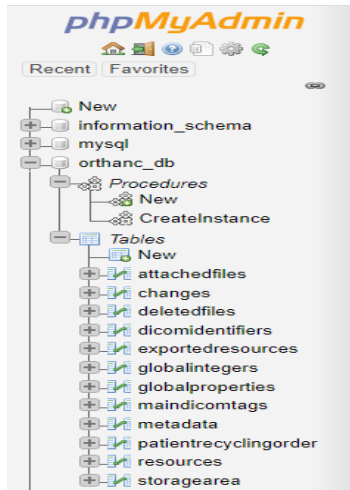 phpMyAdmin
Recent Favorites
New
information_schema
mysql
orthanc_db
Procedures
New
CreateInstance
Tables
New
attachedfiles
changes
deletedfiles
dicomidentifiers
exportedresources
globalintegers
globalproperties
maindicomtags
metadata
patientrecyclingorder
resources
storagearea